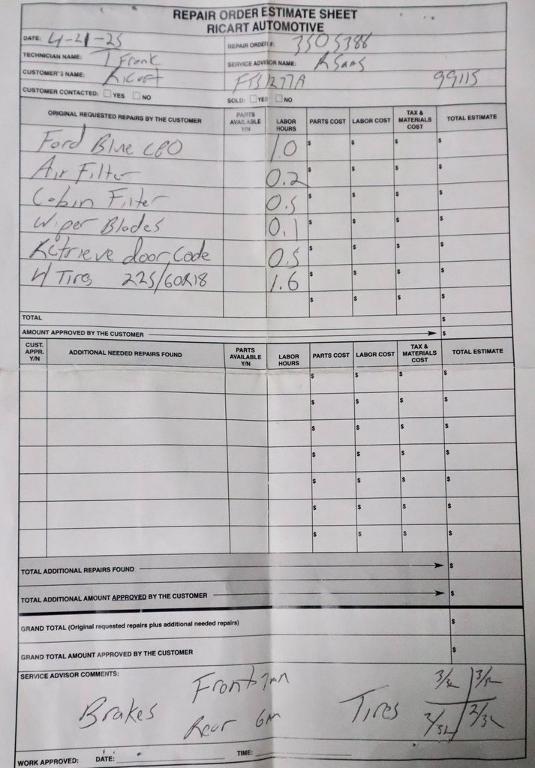 REPAIR ORDER ESTIMATE SHEET
RICART AUTOMOTIVE
DATE: 4-21-25 REPAIR ORDER #: 3505388
TECHNICIAN NAME: T Frank SERVICE ADVISOR NAME:
CUSTOMER'S NAME: Ricart FTS1277A 99115
CUSTOMER CONTACTED: YES NO SOLD: YES NO
ORIGINAL REQUESTED REPAIRS BY THE CUSTOMER PARTS AVAILABLE Y/N LABOR HOURS PARTS COST LABOR COST TAX & MATERIALS COST TOTAL ESTIMATE
Ford Blue CPO 10 $ $ $ $
Air Filter 0.2 $ $ $ $
Cabin Filter 0.5 $ $ $ $
Wiper Blades 0.1 $ $ $ $
Retrieve door code 0.5 $ $ $ $
4 Tires 225/60R18 1.6 $ $ $ $
$ $ $ $
TOTAL $
AMOUNT APPROVED BY THE CUSTOMER $
CUST. APPR. Y/N ADDITIONAL NEEDED REPAIRS FOUND PARTS AVAILABLE Y/N LABOR HOURS PARTS COST LABOR COST TAX & MATERIALS COST TOTAL ESTIMATE
$ $ $ $
$ $ $ $
$ $ $ $
$ $ $ $
$ $ $ $
$ $ $ $
$ $ $ $
TOTAL ADDITIONAL REPAIRS FOUND $
TOTAL ADDITIONAL AMOUNT APPROVED BY THE CUSTOMER $
GRAND TOTAL (Original requested repairs plus additional needed repairs) $
GRAND TOTAL AMOUNT APPROVED BY THE CUSTOMER $
SERVICE ADVISOR COMMENTS:
Brakes Front 7mm Tires 3/32 3/32
Rear 6m 2/32 2/32
WORK APPROVED: DATE: TIME: